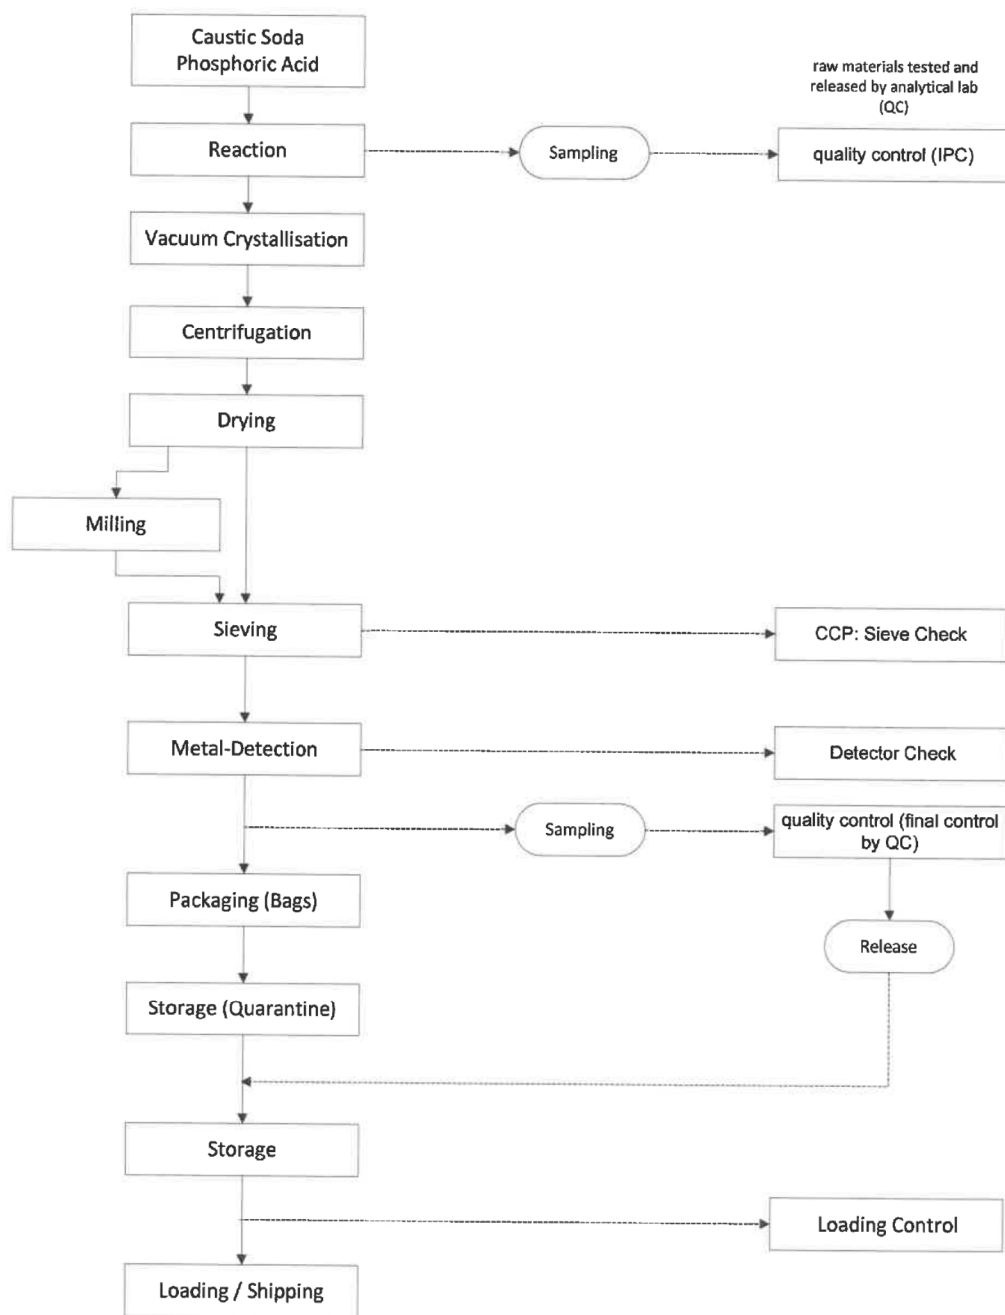 Caustic Soda
Phosphoric Acid
raw materials tested and
released by analytical lab
(QC)
Reaction
Sampling
quality control (IPC)
Vacuum Crystallisation
Centrifugation
Drying
Milling
Sieving
CCP: Sieve Check
Metal-Detection
Detector Check
Sampling
quality control (final control
by QC)
Packaging (Bags)
Release
Storage (Quarantine)
Storage
Loading Control
Loading / Shipping